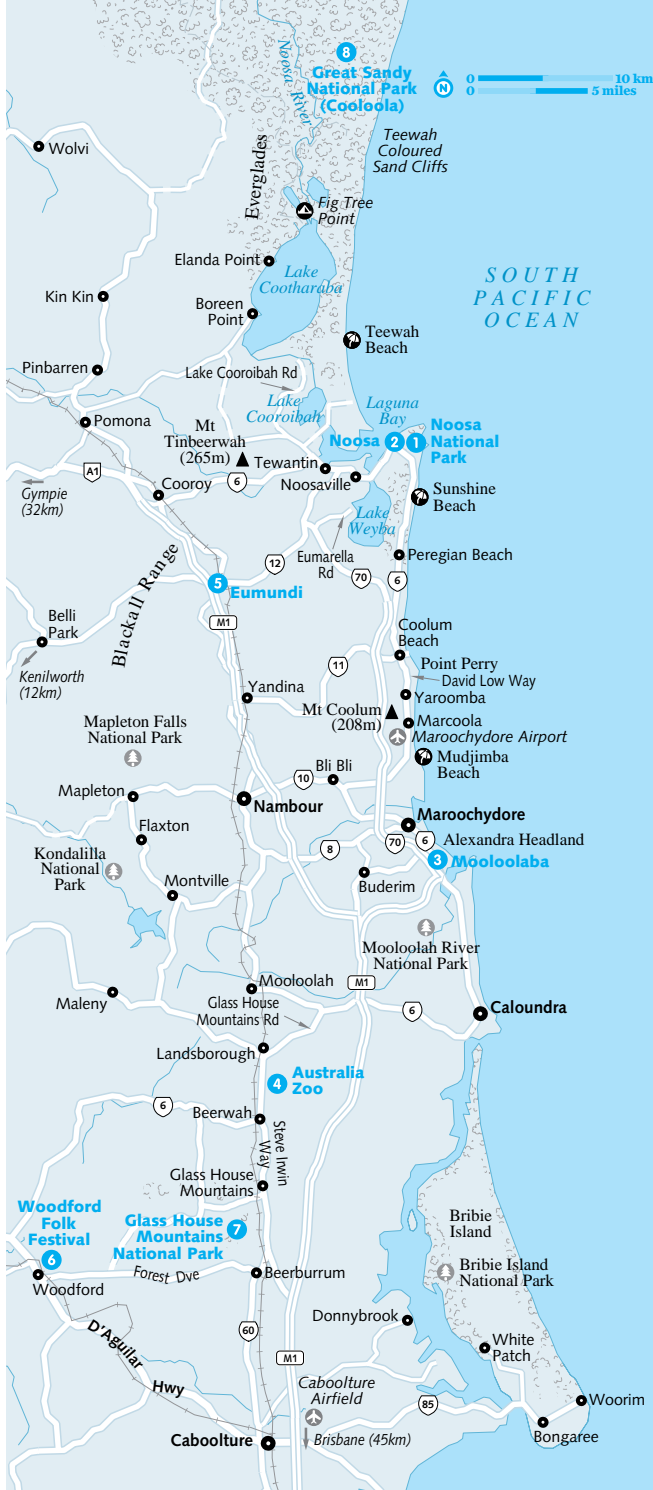 8
Great Sandy
National Park
(Cooloola)
N
0 10 km
0 5 miles
Noosa River
Teewah
Coloured
Sand Cliffs
Wolvi
Everglades
Fig Tree
Point
Elanda Point
Lake
Cootharaba
SOUTH
PACIFIC
OCEAN
Kin Kin
Boreen
Point
Teewah
Beach
Pinbarren
Lake Cooroibah Rd
Lake
Cooroibah
Laguna
Bay
Pomona
Mt
Tinbeerwah
(265m)
Noosa 2
1 Noosa
National
Park
Tewantin
A1
Gympie
(32km)
Cooroy
6
Noosaville
Sunshine
Beach
Lake
Weyba
Eumarella
Rd
Peregian Beach
12
70
6
5 Eumundi
Blackall Range
M1
Belli
Park
Kenilworth
(12km)
Coolum
Beach
11
Point Perry
David Low Way
Yandina
Yaroomba
Mt Coolum
(208m)
Marcoola
Maroochydore Airport
Mapleton Falls
National Park
Mudjimba
Beach
Bli Bli
10
Mapleton
Nambour
Maroochydore
Flaxton
6
Alexandra Headland
70
8
3 Mooloolaba
Kondalilla
National
Park
Montville
Buderim
Mooloolah River
National Park
Mooloolah
M1
Maleny
Glass House
Mountains Rd
6
Caloundra
Landsborough
4 Australia
Zoo
6
Beerwah
Steve Irwin
Way
Glass House
Mountains
Woodford
Folk
Festival
6
Glass House
Mountains
National Park
7
Bribie
Island
Bribie Island
National Park
Woodford
Forest Dve
Beerburrum
Donnybrook
D'Aguilar
Hwy
60
M1
White
Patch
Caboolture
Airfield
85
Woorim
Bongaree
Caboolture
Brisbane (45km)